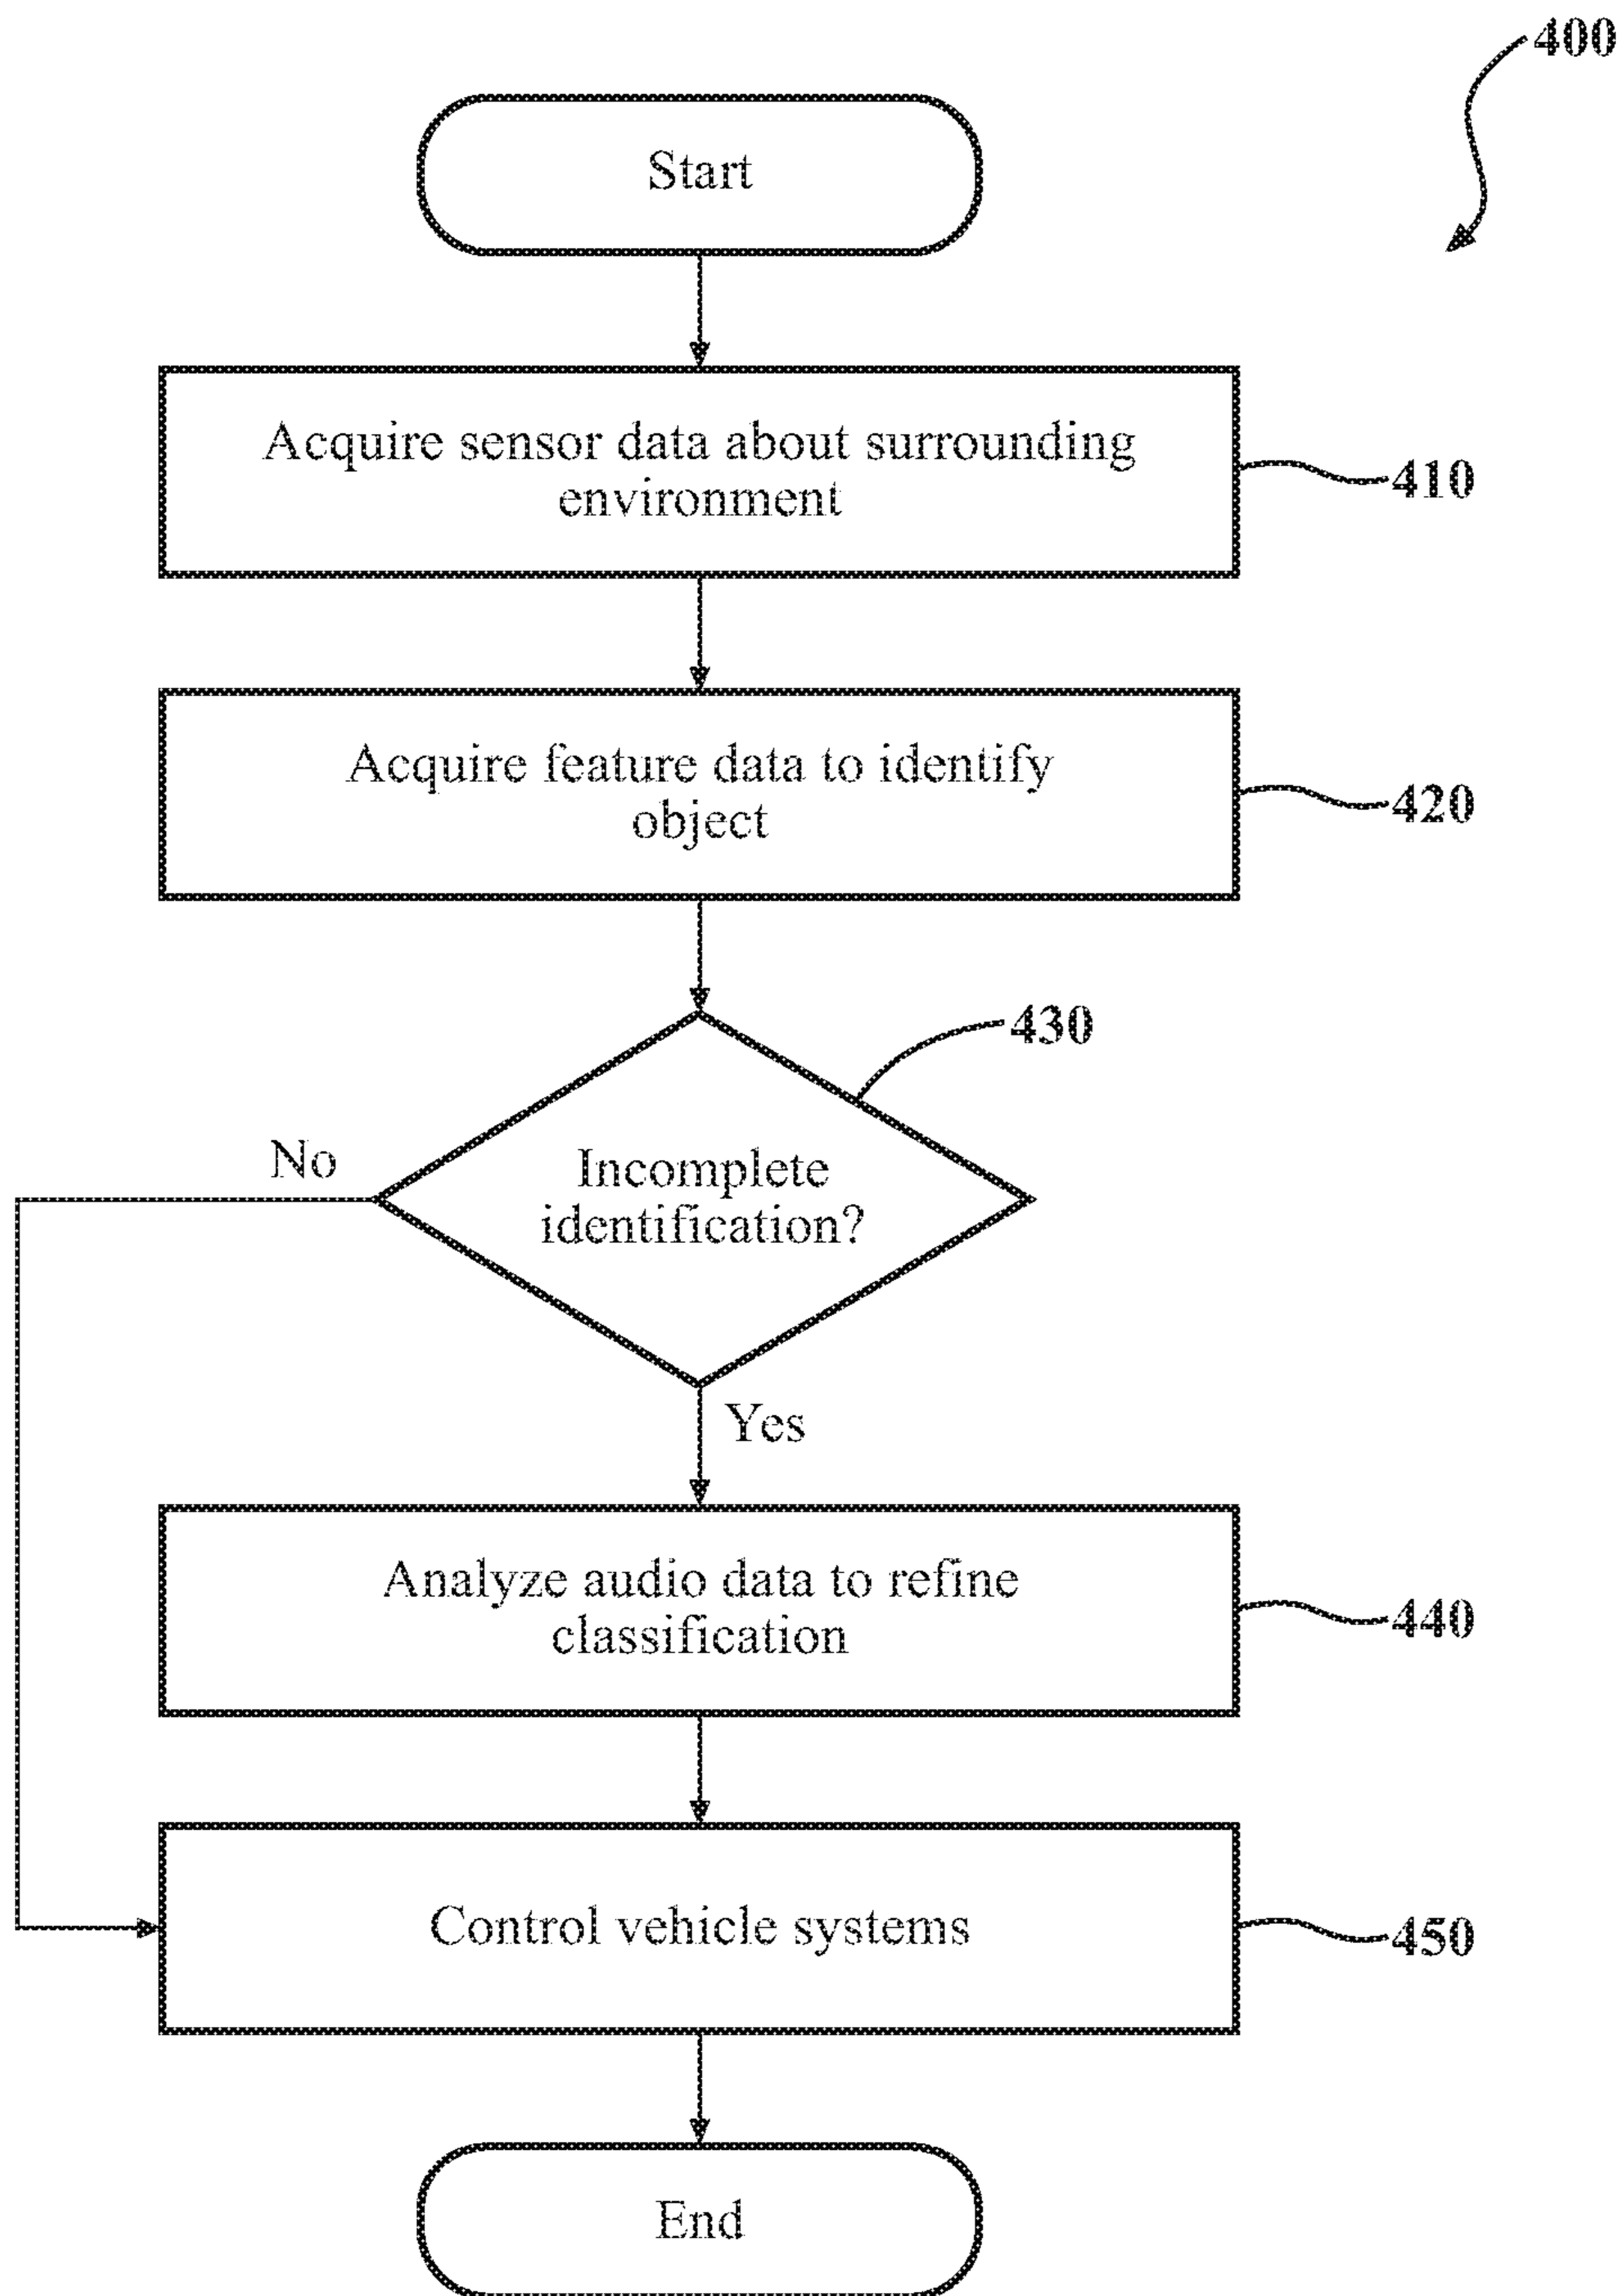 400
Start
Acquire sensor data about surrounding
environment
410
Acquire feature data to identify
object
420
430
Incomplete
identification?
No
Yes
Analyze audio data to refine
classification
440
Control vehicle systems
450
End